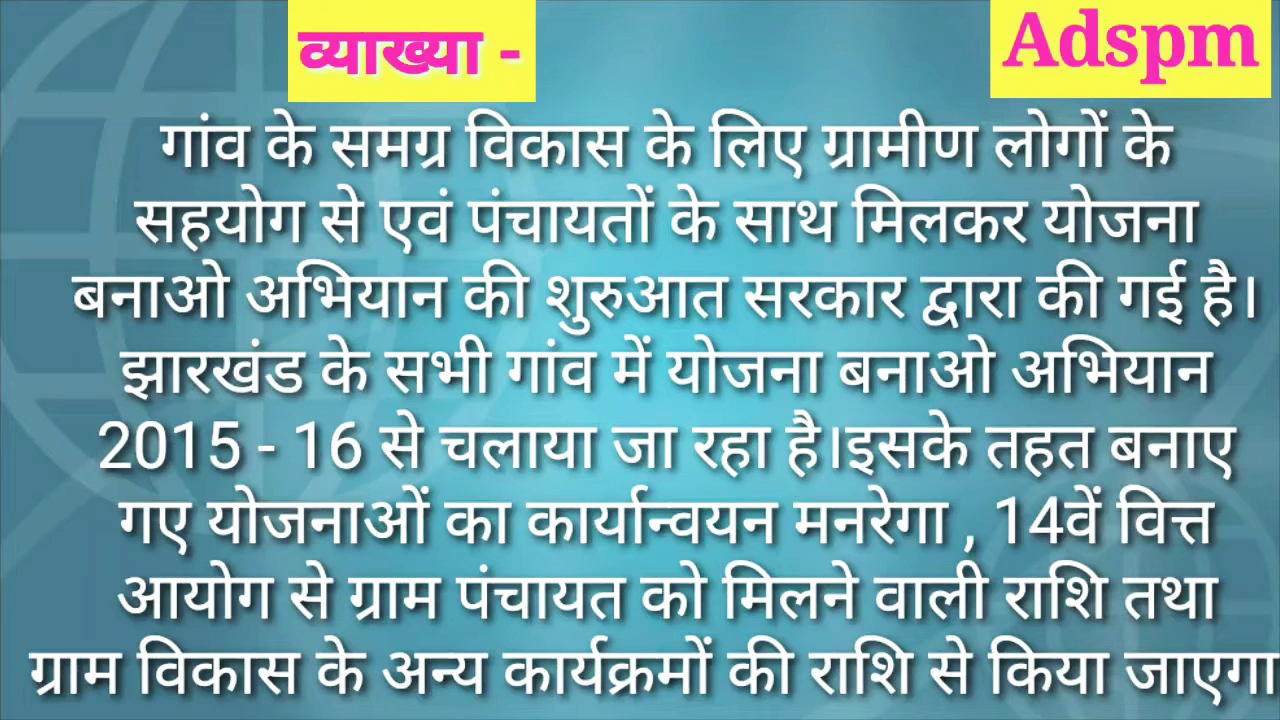 व्याख्या -
Adspm
गांव के समग्र विकास के लिए ग्रामीण लोगों के
सहयोग से एवं पंचायतों के साथ मिलकर योजना
बनाओ अभियान की शुरुआत सरकार द्वारा की गई है।
झारखंड के सभी गांव में योजना बनाओ अभियान
2015 - 16 से चलाया जा रहा है।इसके तहत बनाए
गए योजनाओं का कार्यान्वयन मनरेगा , 14वें वित्त
आयोग से ग्राम पंचायत को मिलने वाली राशि तथा
ग्राम विकास के अन्य कार्यक्रमों की राशि से किया जाएगा